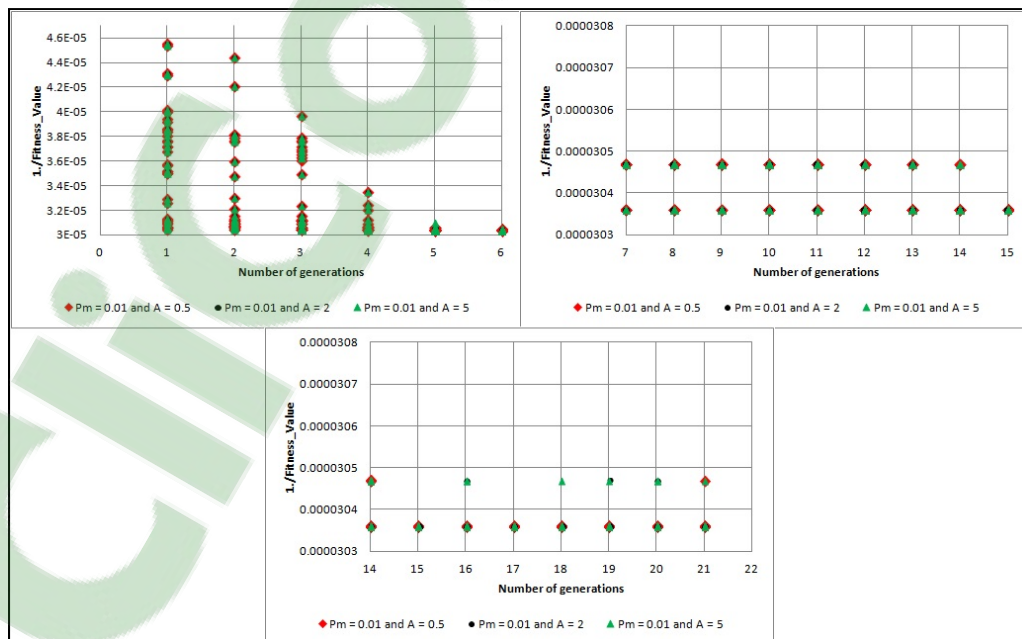 1./Fitness_Value
4.6E-05
4.4E-05
4.2E-05
4E-05
3.8E-05
3.6E-05
3.4E-05
3.2E-05
3E-05
0 1 2 3 4 5 6
Number of generations
Pm = 0.01 and A = 0.5 Pm = 0.01 and A = 2 Pm = 0.01 and A = 5
1./Fitness_Value
0.0000308
0.0000307
0.0000306
0.0000305
0.0000304
0.0000303
7 8 9 10 11 12 13 14 15
Number of generations
Pm = 0.01 and A = 0.5 Pm = 0.01 and A = 2 Pm = 0.01 and A = 5
1./Fitness_Value
0.0000308
0.0000307
0.0000306
0.0000305
0.0000304
0.0000303
14 15 16 17 18 19 20 21 22
Number of generations
Pm = 0.01 and A = 0.5 Pm = 0.01 and A = 2 Pm = 0.01 and A = 5